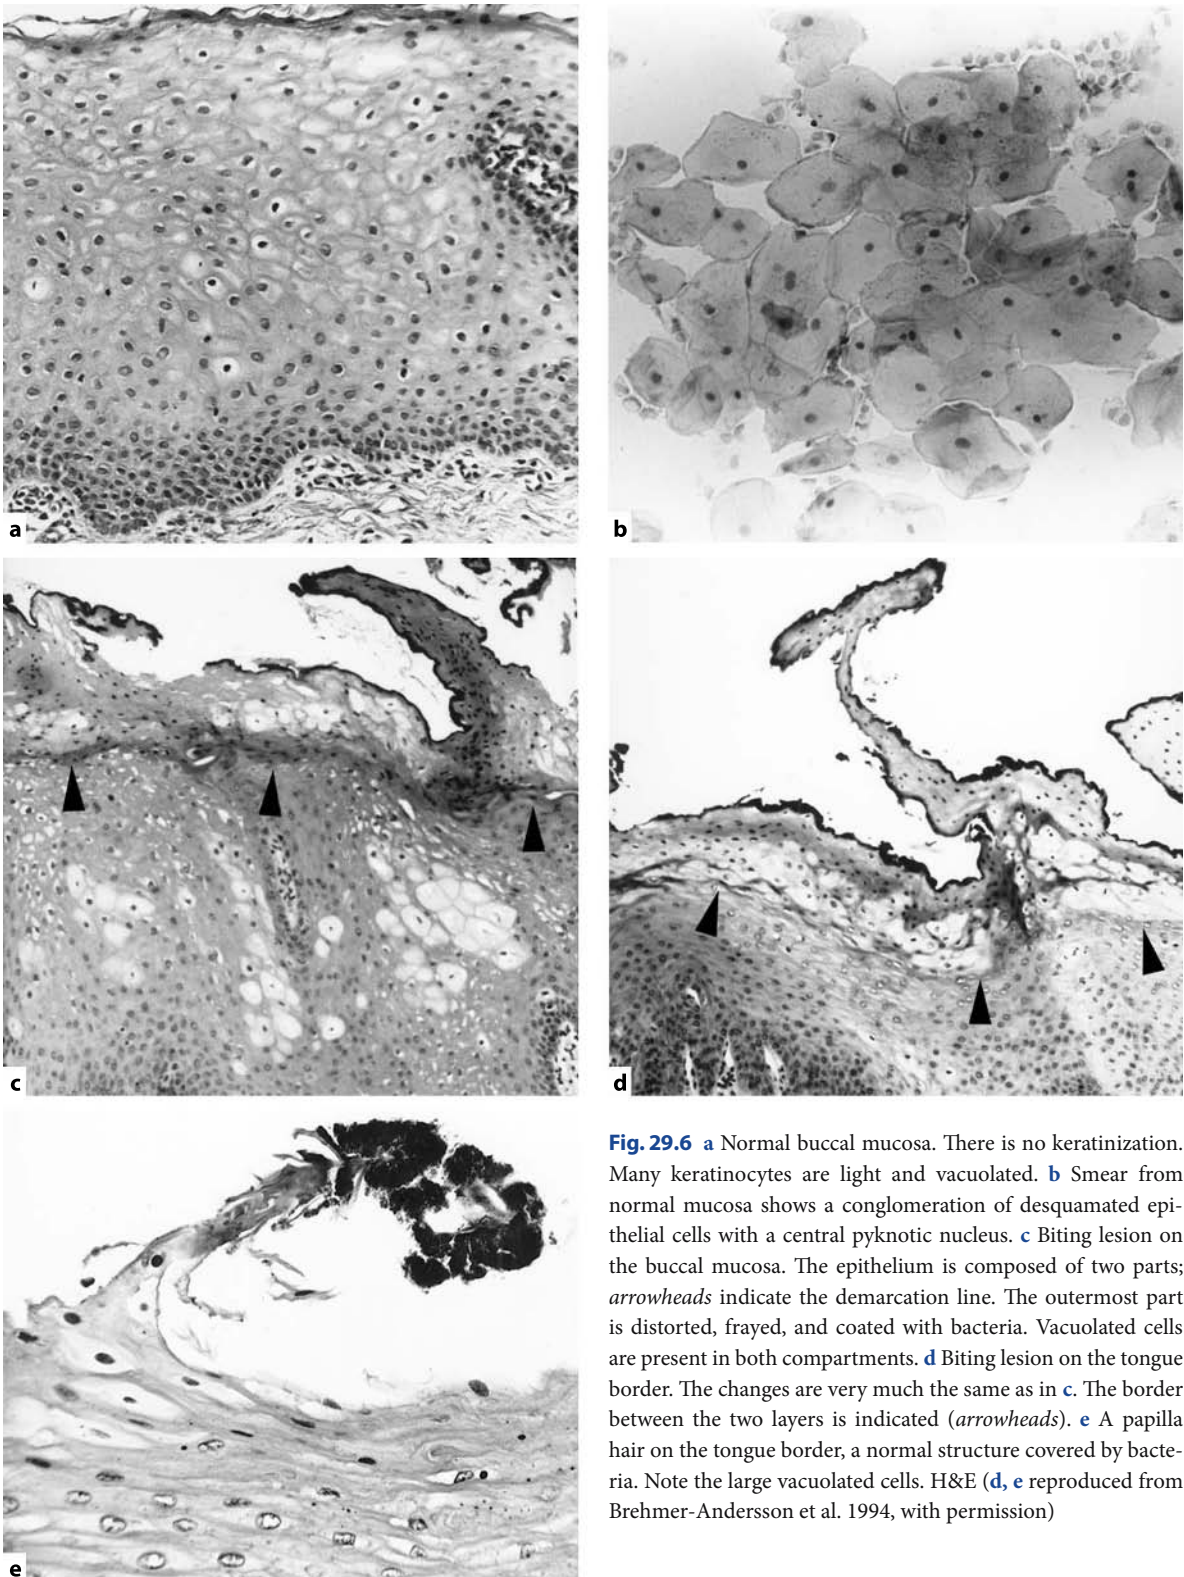 a
b
c
d
e
Fig. 29.6 a Normal buccal mucosa. There is no keratinization.
Many keratinocytes are light and vacuolated. b Smear from
normal mucosa shows a conglomeration of desquamated epi-
thelial cells with a central pyknotic nucleus. c Biting lesion on
the buccal mucosa. The epithelium is composed of two parts;
arrowheads indicate the demarcation line. The outermost part
is distorted, frayed, and coated with bacteria. Vacuolated cells
are present in both compartments. d Biting lesion on the tongue
border. The changes are very much the same as in c. The border
between the two layers is indicated (arrowheads). e A papilla
hair on the tongue border, a normal structure covered by bacte-
ria. Note the large vacuolated cells. H&E (d, e reproduced from
Brehmer-Andersson et al. 1994, with permission)